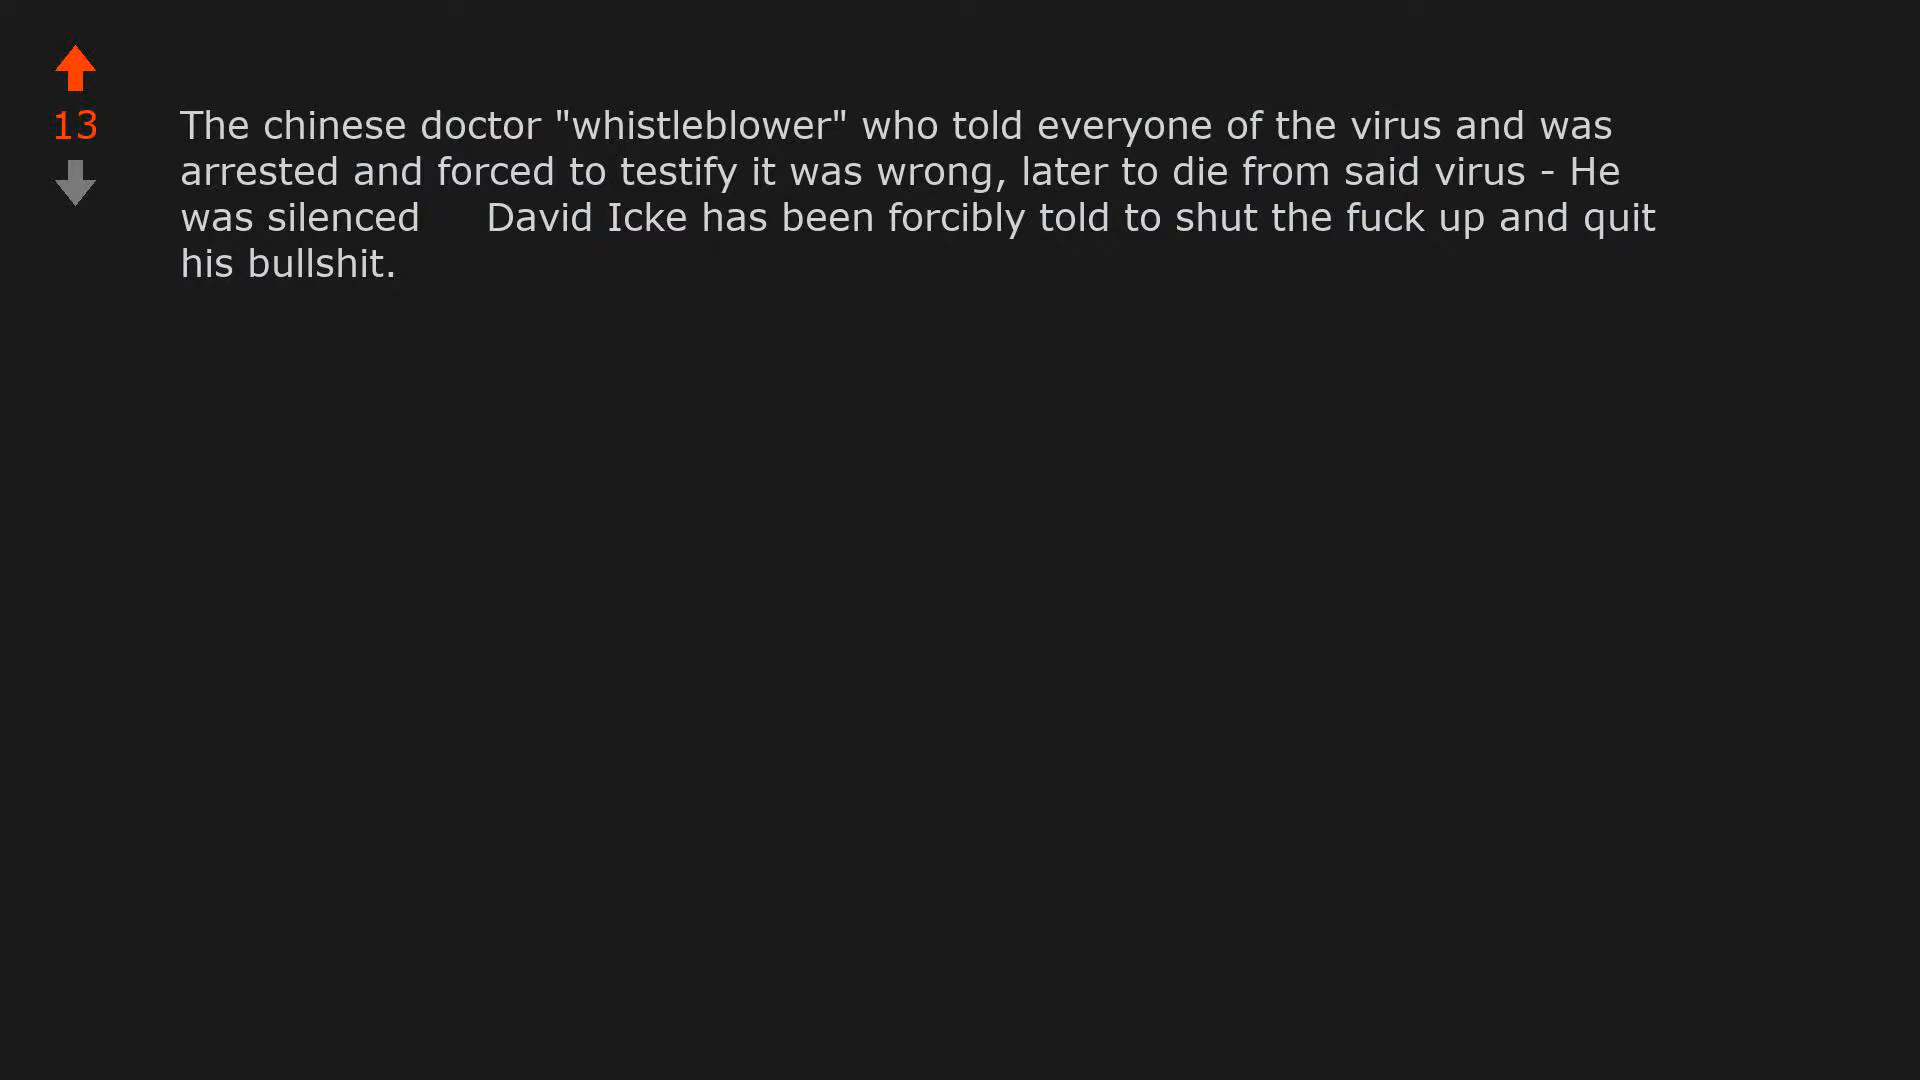 13
The chinese doctor "whistleblower" who told everyone of the virus and was
arrested and forced to testify it was wrong, later to die from said virus - He
was silenced     David Icke has been forcibly told to shut the fuck up and quit
his bullshit.